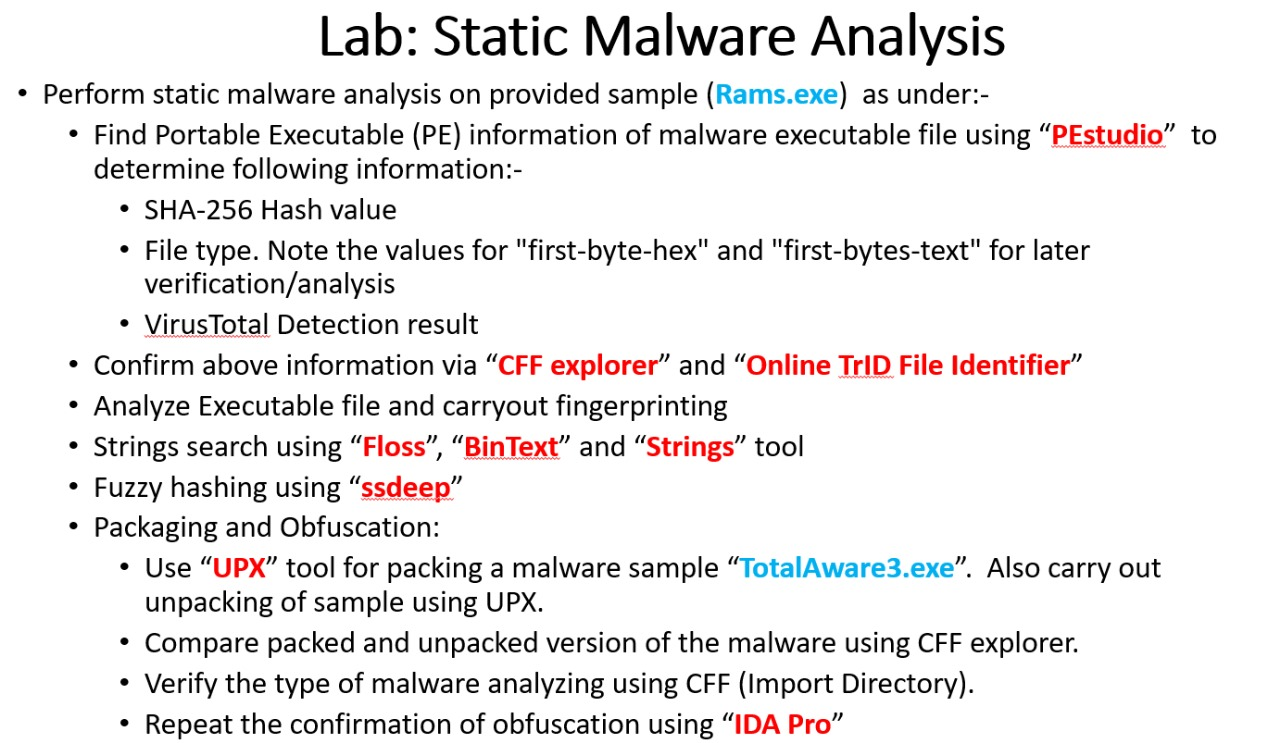 Lab: Static Malware Analysis
• Perform static malware analysis on provided sample (Rams.exe) as under:-
• Find Portable Executable (PE) information of malware executable file using “PEstudio” to
determine following information:-
• SHA-256 Hash value
• File type. Note the values for "first-byte-hex" and "first-bytes-text" for later
verification/analysis
• VirusTotal Detection result
• Confirm above information via “CFF explorer” and “Online TrID File Identifier”
• Analyze Executable file and carryout fingerprinting
• Strings search using “Floss”, “BinText” and “Strings” tool
• Fuzzy hashing using “ssdeep”
• Packaging and Obfuscation:
• Use “UPX” tool for packing a malware sample “TotalAware3.exe”. Also carry out
unpacking of sample using UPX.
• Compare packed and unpacked version of the malware using CFF explorer.
• Verify the type of malware analyzing using CFF (Import Directory).
• Repeat the confirmation of obfuscation using “IDA Pro”